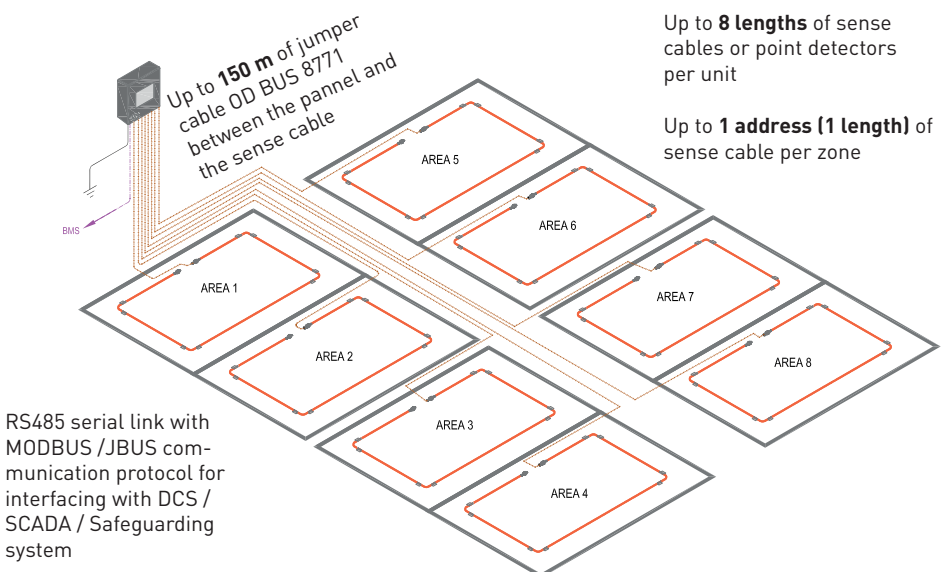 Up to 150 m of jumper
cable OD BUS 8771
between the pannel and
the sense cable
Up to 8 lengths of sense
cables or point detectors
per unit
Up to 1 address (1 length) of
sense cable per zone
BMS
AREA 5
AREA 6
AREA 1
AREA 7
AREA 2
AREA 8
AREA 3
AREA 4
RS485 serial link with
MODBUS /JBUS com-
munication protocol for
interfacing with DCS /
SCADA / Safeguarding
system